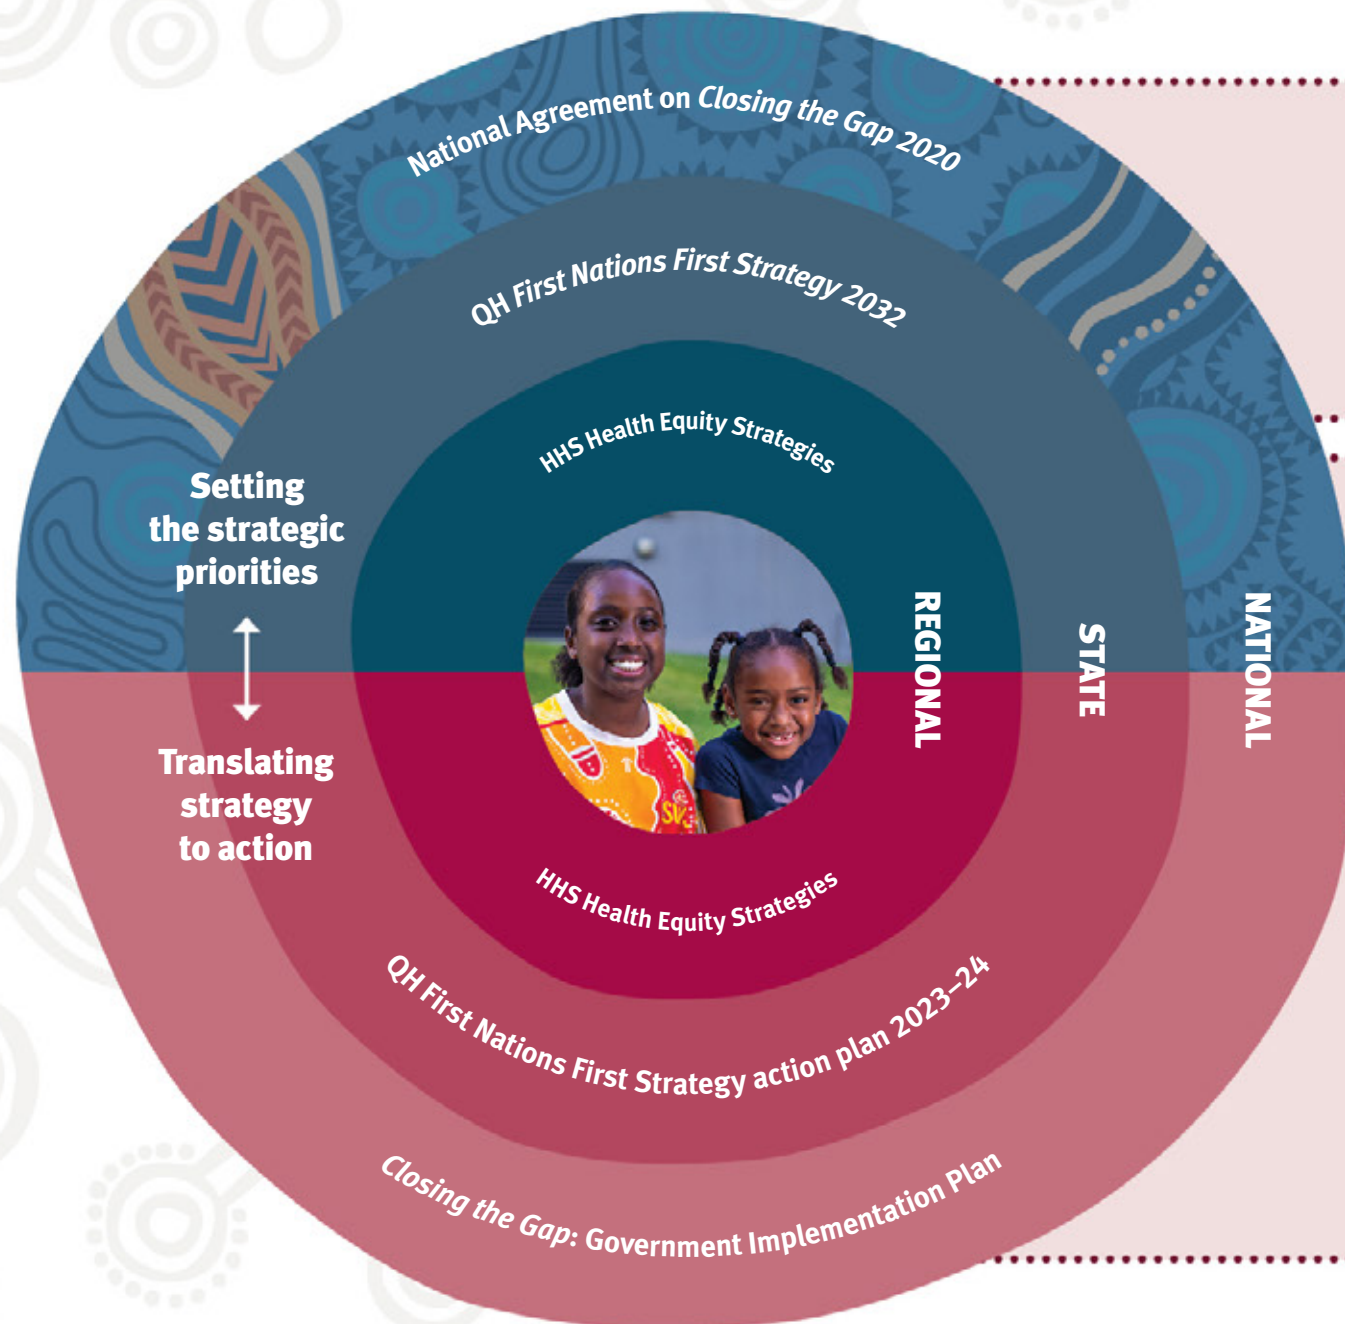 National Agreement on Closing the Gap 2020
QH First Nations First Strategy 2032
HHS Health Equity Strategies
Setting
the strategic
priorities
REGIONAL
STATE
NATIONAL
Translating
strategy
to action
HHS Health Equity Strategies
QH First Nations First Strategy action plan 2023–24
Closing the Gap: Government Implementation Plan